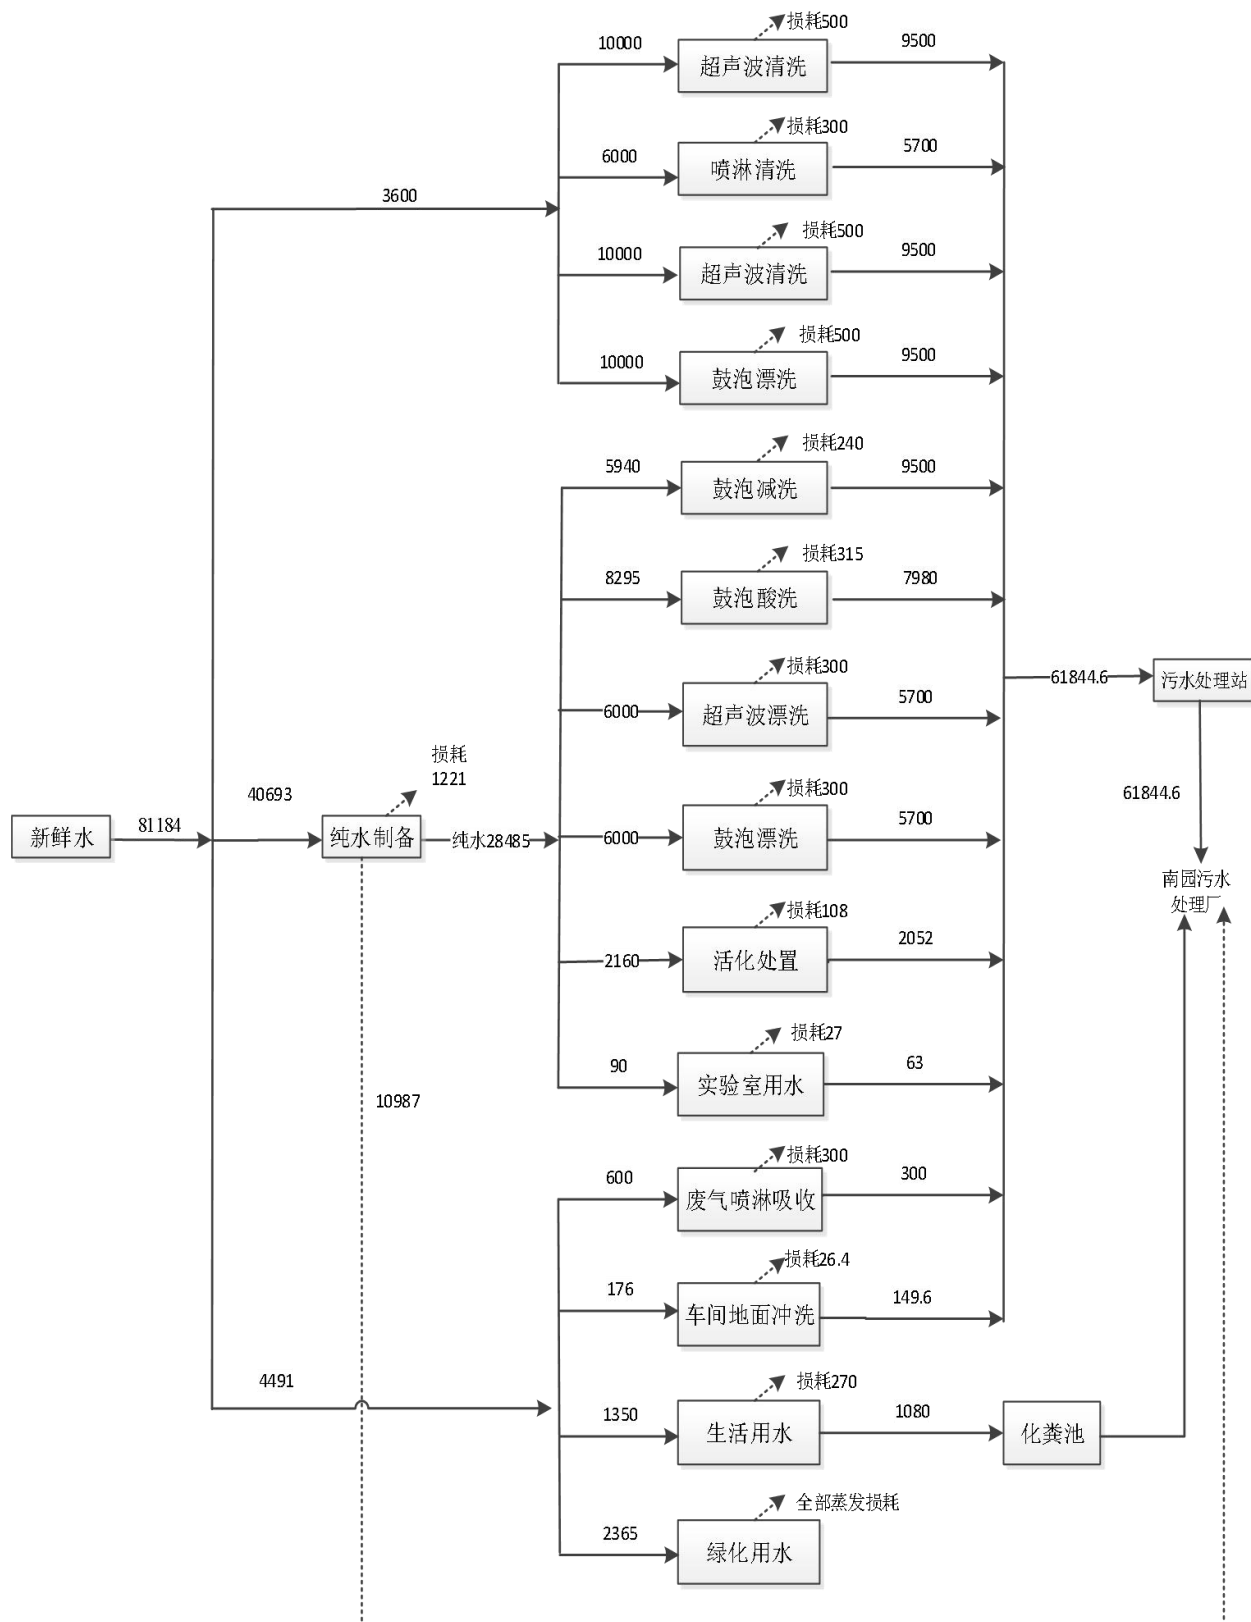 损耗500
10000
超声波清洗
9500
损耗300
6000
喷淋清洗
5700
3600
损耗500
10000
超声波清洗
9500
损耗500
10000
鼓泡漂洗
9500
损耗240
5940
鼓泡减洗
9500
损耗315
8295
鼓泡酸洗
7980
损耗300
6000
超声波漂洗
5700
61844.6
污水处理站
损耗
1221
40693
新鲜水
81184
纯水制备
纯水28485
损耗300
6000
鼓泡漂洗
5700
61844.6
南园污水
处理厂
损耗108
2160
活化处置
2052
损耗27
90
实验室用水
63
10987
损耗300
600
废气喷淋吸收
300
损耗26.4
176
车间地面冲洗
149.6
4491
损耗270
1350
生活用水
1080
化粪池
全部蒸发损耗
2365
绿化用水